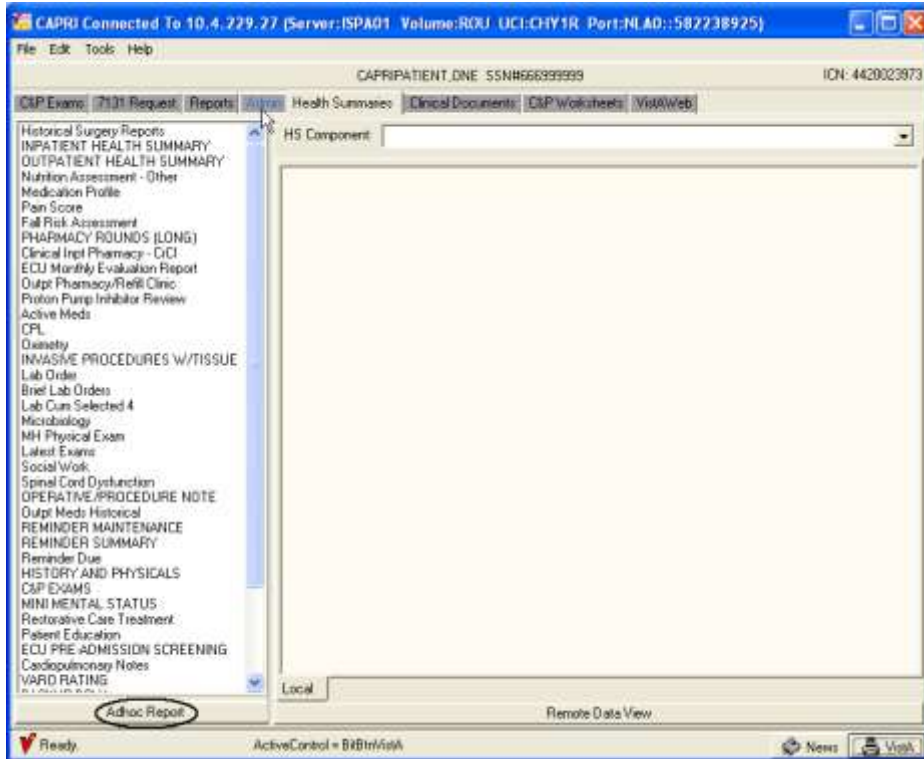 CAPRI Connected To 10.4.229.27 (Server:ISPA01 Volume:ROU UCI:CHY1R Port:NLA0::582238925)
File Edit Tools Help
CAPRIPATIENT,ONE SSN#666999999 ICN: 4420023973
C&P Exams 7131 Request Reports Admin Health Summaries Clinical Documents C&P Worksheets VistAWeb
HS Component
Historical Surgery Reports
INPATIENT HEALTH SUMMARY
OUTPATIENT HEALTH SUMMARY
Nutrition Assessment - Other
Medication Profile
Pain Score
Fall Risk Assessment
PHARMACY ROUNDS (LONG)
Clinical Inpt Pharmacy - CrCl
ECU Monthly Evaluation Report
Outpt Pharmacy/Refill Clinic
Proton Pump Inhibitor Review
Active Meds
CPL
Oximetry
INVASIVE PROCEDURES W/TISSUE
Lab Order
Brief Lab Orders
Lab Cum Selected 4
Microbiology
MH Physical Exam
Latest Exams
Social Work
Spinal Cord Dysfunction
OPERATIVE/PROCEDURE NOTE
Outpt Meds Historical
REMINDER MAINTENANCE
REMINDER SUMMARY
Reminder Due
HISTORY AND PHYSICALS
C&P EXAMS
MINI MENTAL STATUS
Restorative Care Treatment
Patient Education
ECU PRE-ADMISSION SCREENING
Cardiopulmonary Notes
VARO RATING
Local
Adhoc Report Remote Data View
Ready. ActiveControl = BitBtnVistA News VistA